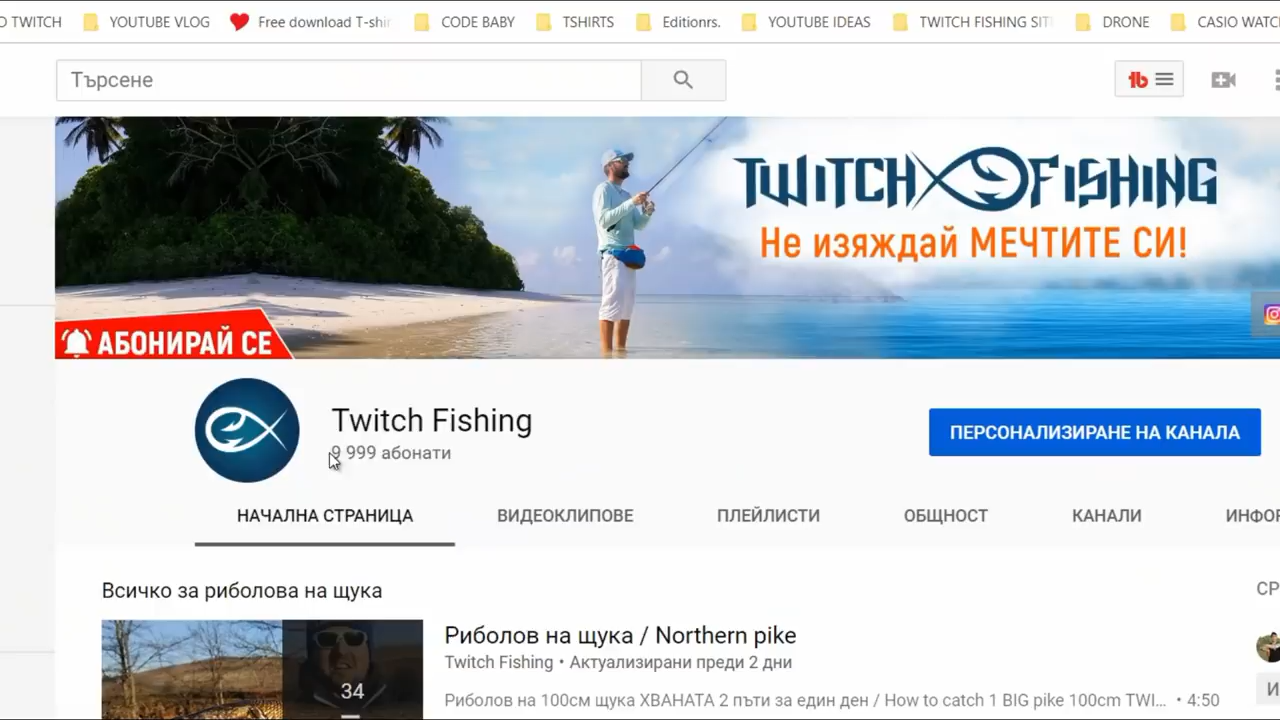 O TWITCH YOUTUBE VLOG Free download T-shir CODE BABY TSHIRTS Editionrs. YOUTUBE IDEAS TWITCH FISHING SIT DRONE CASIO WATC
Търсене
TWITCH FISHING
Не изяждай МЕЧТИТЕ СИ!
АБОНИРАЙ СЕ
Twitch Fishing
9 999 абонати
ПЕРСОНАЛИЗИРАНЕ НА КАНАЛА
НАЧАЛНА СТРАНИЦА ВИДЕОКЛИПОВЕ ПЛЕЙЛИСТИ ОБЩНОСТ КАНАЛИ ИНФОР
Всичко за риболова на щука
СР
Риболов на щука / Northern pike
Twitch Fishing • Актуализирани преди 2 дни
34
И
Риболов на 100см щука ХВАНАТА 2 пъти за един ден / How to catch 1 BIG pike 100cm TWI... • 4:50